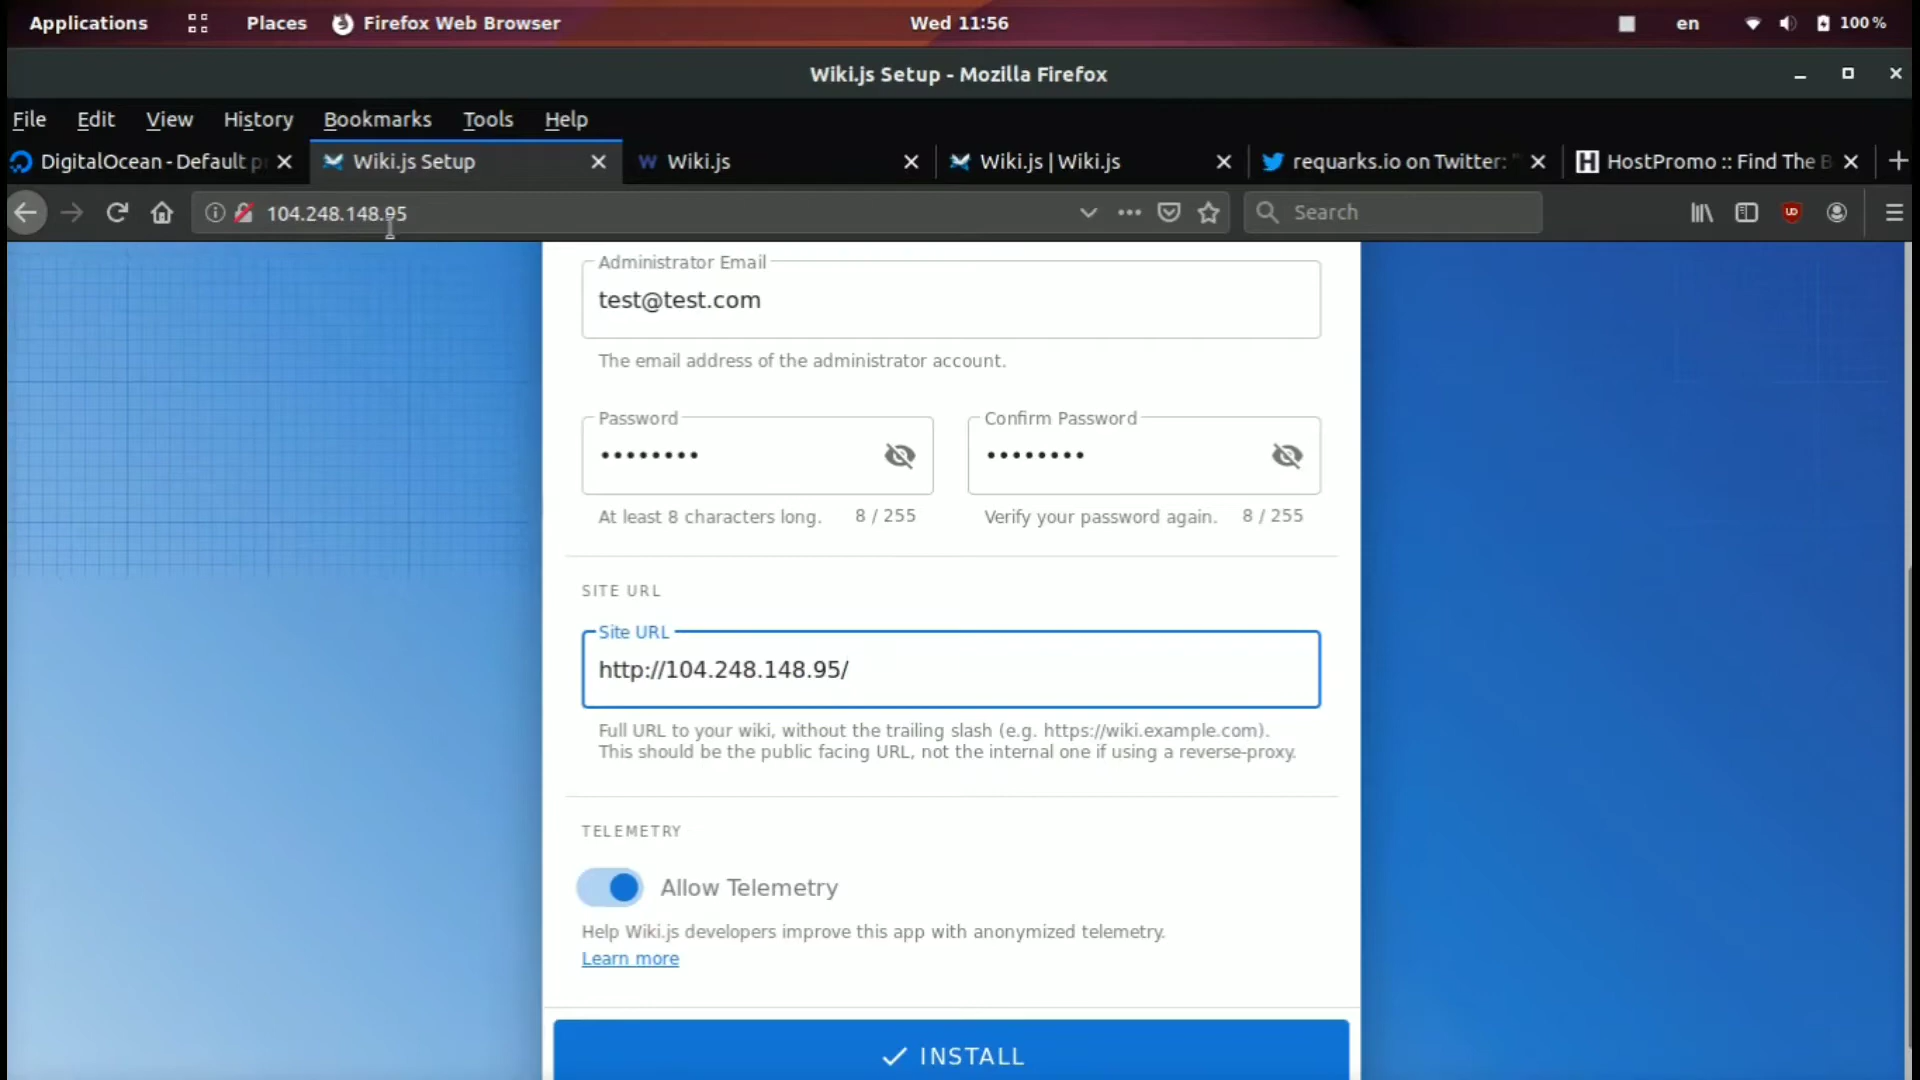 Applications Places Firefox Web Browser Wed 11:56 en 100 %
Wiki.js Setup - Mozilla Firefox
File Edit View History Bookmarks Tools Help
DigitalOcean - Default p Wiki.js Setup Wiki.js Wiki.js | Wiki.js requarks.io on Twitter: " HostPromo :: Find The B
104.248.148.95 Search
Administrator Email
test@test.com
The email address of the administrator account.
Password Confirm Password
•••••••• ••••••••
At least 8 characters long. 8 / 255 Verify your password again. 8 / 255
SITE URL
Site URL
http://104.248.148.95/
Full URL to your wiki, without the trailing slash (e.g. https://wiki.example.com).
This should be the public facing URL, not the internal one if using a reverse-proxy.
TELEMETRY
Allow Telemetry
Help Wiki.js developers improve this app with anonymized telemetry.
Learn more
INSTALL